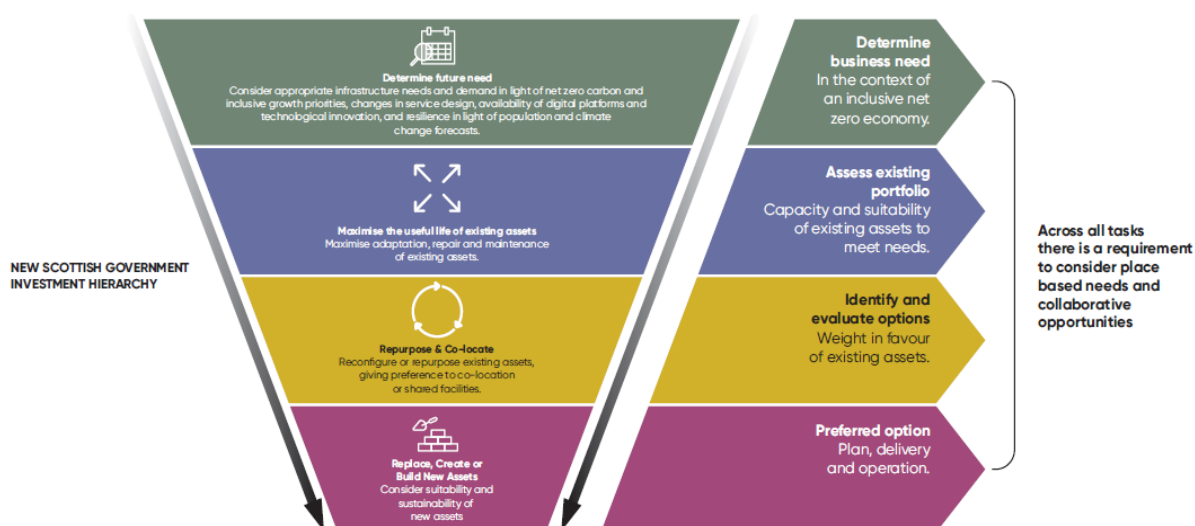 NEW SCOTTISH GOVERNMENT
INVESTMENT HIERARCHY
Determine future need
Consider appropriate infrastructure needs and demand in light of net zero carbon and
inclusive growth priorities, changes in service design, availability of digital platforms and
technological innovation, and resilience in light of population and climate
change forecasts.
Maximise the useful life of existing assets
Maximise adaptation, repair and maintenance
of existing assets.
Repurpose & Co-locate
Reconfigure or repurpose existing assets,
giving preference to co-location
or shared facilities.
Replace, Create or
Build New Assets
Consider suitability and
sustainability of
new assets
Determine
business need
In the context of
an inclusive net
zero economy.
Assess existing
portfolio
Capacity and suitability
of existing assets to
meet needs.
Identify and
evaluate options
Weight in favour
of existing assets.
Preferred option
Plan, delivery
and operation.
Across all tasks
there is a requirement
to consider place
based needs and
collaborative
opportunities